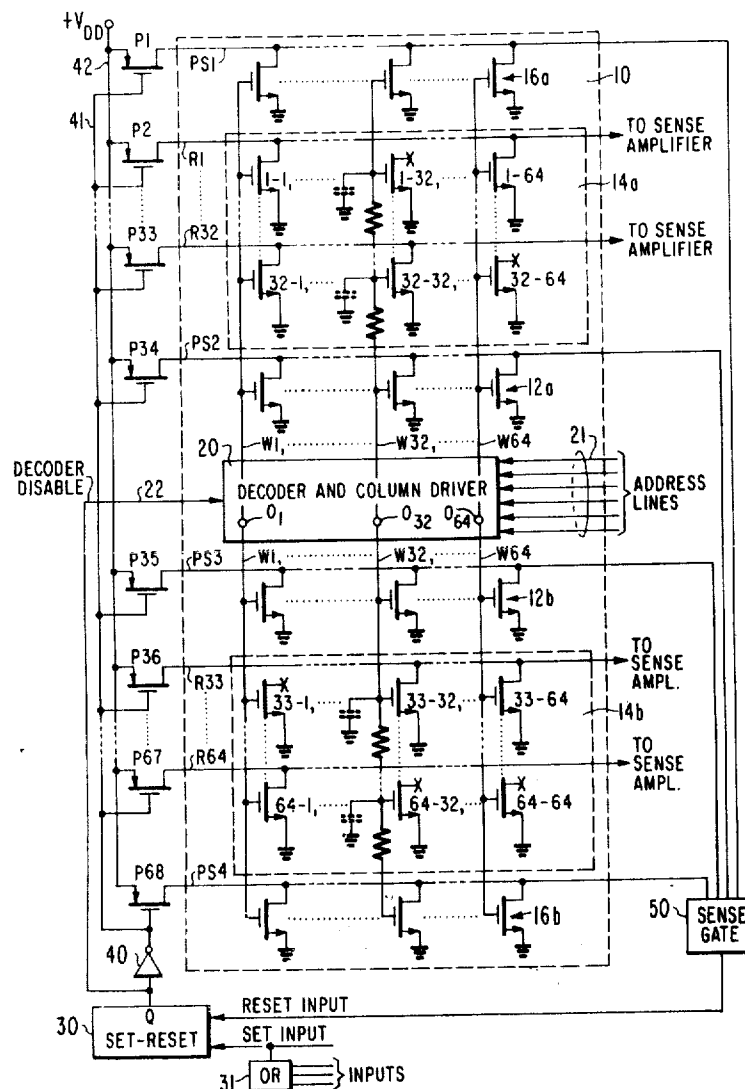 +VDD
42
P1
PS1
10
16a
41
P2
R1
TO SENSE AMPLIFIER
1-1,
1-32,
1-64
14a
P33
R32
TO SENSE AMPLIFIER
32-1,
32-32,
32-64
P34
PS2
12a
20
W1,
W32,
W64
21
DECODER DISABLE
22
DECODER AND COLUMN DRIVER
ADDRESS LINES
O1
O32
O64
P35
PS3
W1,
W32,
W64
12b
P36
R33
TO SENSE AMPL.
33-1,
33-32,
33-64
14b
P67
R64
TO SENSE AMPL.
64-1,
64-32,
64-64
P68
PS4
16b
50
SENSE GATE
40
Q
30
SET-RESET
RESET INPUT
SET INPUT
31
OR
INPUTS